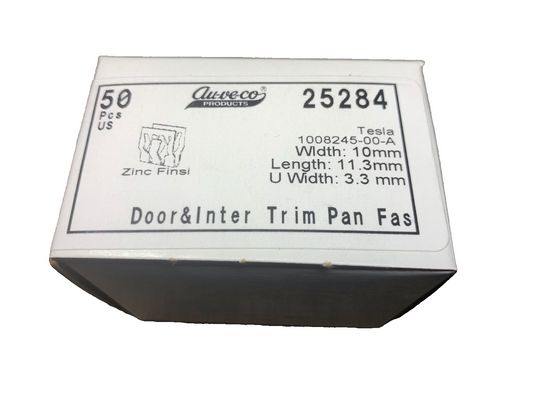 50
Pcs
US
au-ve-co®
PRODUCTS
25284
Tesla
1008245-00-A
Width: 10mm
Length: 11.3mm
U Width: 3.3 mm
Zinc Finsi
Door&Inter Trim Pan Fas